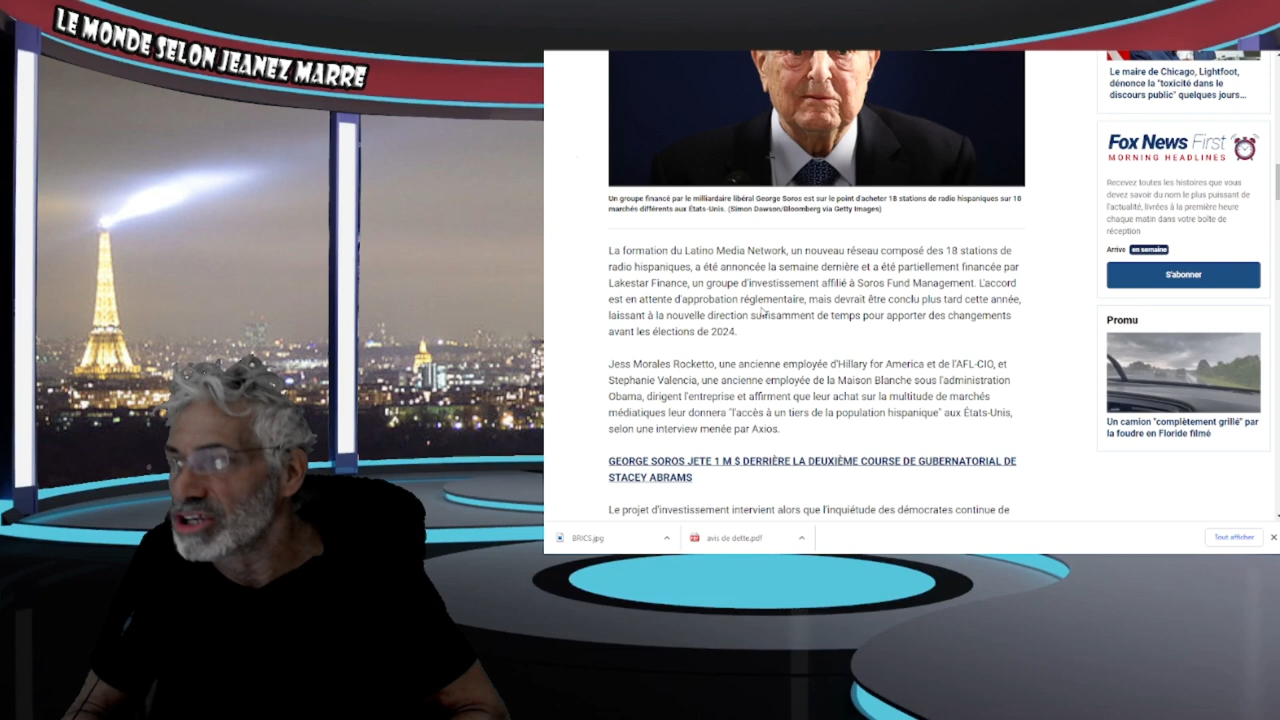 LE MONDE SELON JEANEZ MARRE
Le maire de Chicago, Lightfoot,
dénonce la "toxicité dans le
discours public" quelques jours...
Fox News First
MORNING HEADLINES
Recevez toutes les histoires que vous
devez savoir du nom le plus puissant de
l'actualité, livrées à la première heure
chaque matin dans votre boîte de
réception
Arrive en semaine
S'abonner
Promu
Un camion "complètement grillé" par
la foudre en Floride filmé
Un groupe financé par le milliardaire libéral George Soros est sur le point d'acheter 18 stations de radio hispaniques sur 10
marchés différents aux États-Unis. (Simon Dawson/Bloomberg via Getty Images)
La formation du Latino Media Network, un nouveau réseau composé des 18 stations de
radio hispaniques, a été annoncée la semaine dernière et a été partiellement financée par
Lakestar Finance, un groupe d'investissement affilié à Soros Fund Management. L'accord
est en attente d'approbation réglementaire, mais devrait être conclu plus tard cette année,
laissant à la nouvelle direction suffisamment de temps pour apporter des changements
avant les élections de 2024.
Jess Morales Rocketto, une ancienne employée d'Hillary for America et de l'AFL-CIO, et
Stephanie Valencia, une ancienne employée de la Maison Blanche sous l'administration
Obama, dirigent l'entreprise et affirment que leur achat sur la multitude de marchés
médiatiques leur donnera "l'accès à un tiers de la population hispanique" aux États-Unis,
selon une interview menée par Axios.
GEORGE SOROS JETE 1 M $ DERRIÈRE LA DEUXIÈME COURSE DE GUBERNATORIAL DE
STACEY ABRAMS
Le projet d'investissement intervient alors que l'inquiétude des démocrates continue de
BRICS.jpg
avis de dette.pdf
Tout afficher